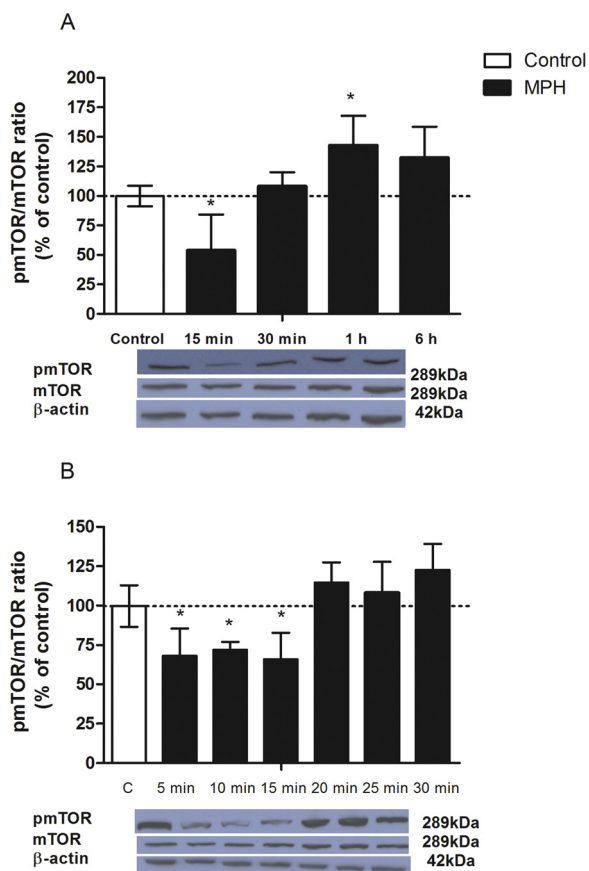 A
Control
MPH
pmTOR/mTOR ratio
(% of control)
200
175
150
125
100
75
50
25
0
*
*
Control 15 min 30 min 1 h 6 h
pmTOR 289kDa
mTOR 289kDa
β-actin 42kDa
B
pmTOR/mTOR ratio
(% of control)
150
125
100
75
50
25
0
* * *
C 5 min 10 min 15 min 20 min 25 min 30 min
pmTOR 289kDa
mTOR 289kDa
β-actin 42kDa